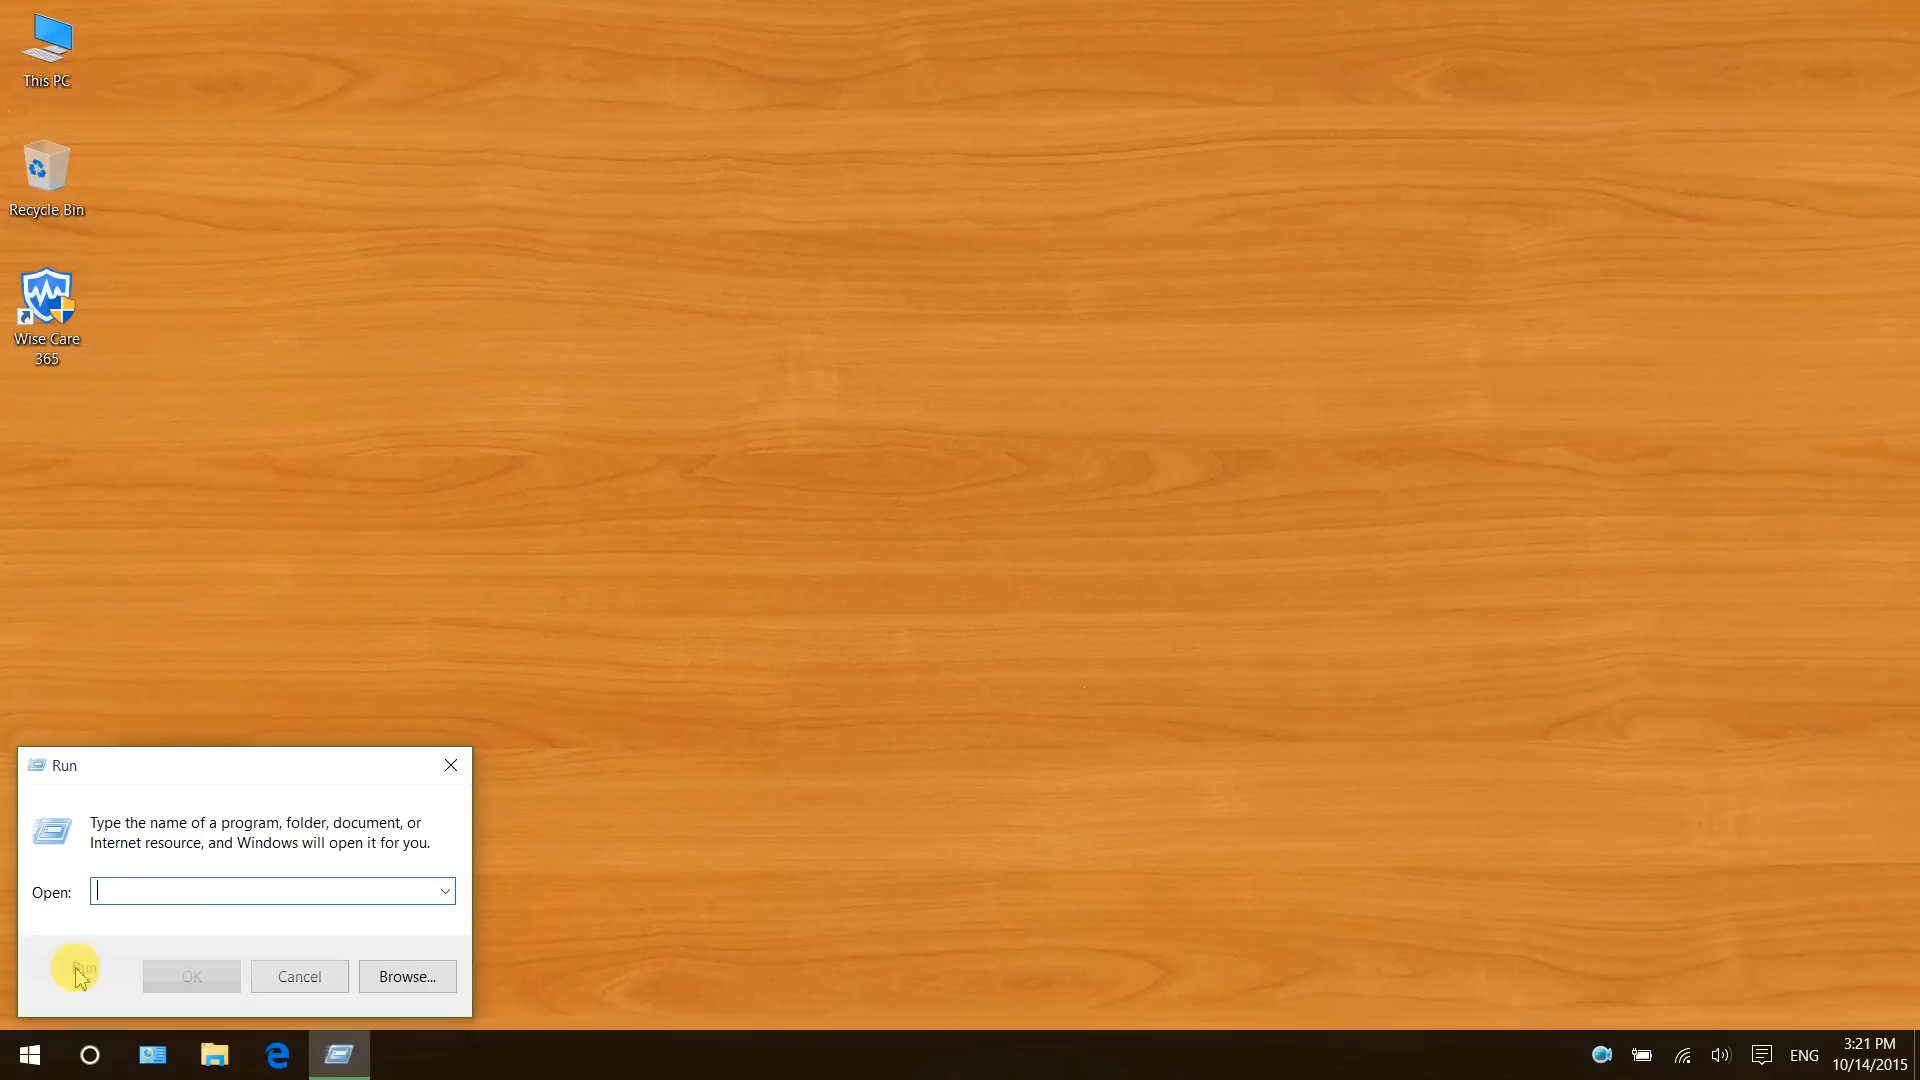 This PC
Recycle Bin
Wise Care
365
Run
Type the name of a program, folder, document, or
Internet resource, and Windows will open it for you.
Open:
Run
OK
Cancel
Browse...
ENG
3:21 PM
10/14/2015